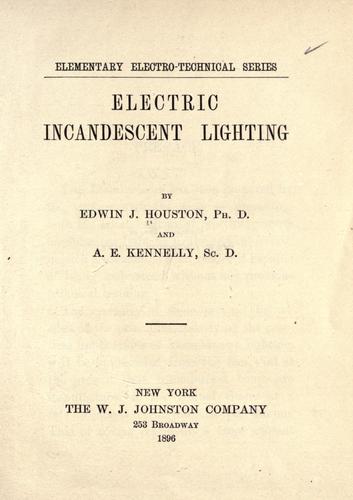 ELEMENTARY ELECTRO-TECHNICAL SERIES
ELECTRIC
INCANDESCENT LIGHTING
BY
EDWIN J. HOUSTON, PH. D.
AND
A. E. KENNELLY, SC. D.
NEW YORK
THE W. J. JOHNSTON COMPANY
253 BROADWAY
1896